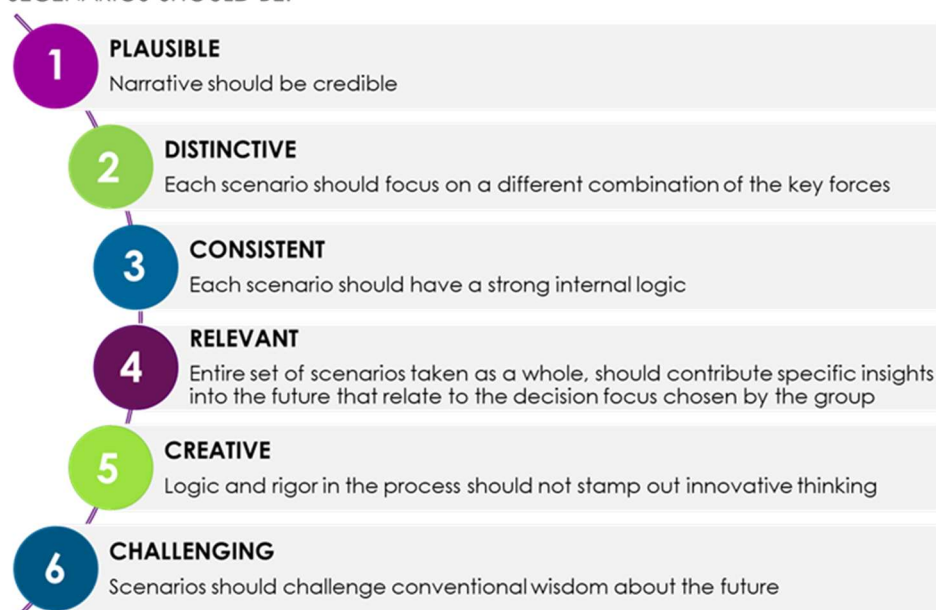 1
PLAUSIBLE
Narrative should be credible
2
DISTINCTIVE
Each scenario should focus on a different combination of the key forces
3
CONSISTENT
Each scenario should have a strong internal logic
4
RELEVANT
Entire set of scenarios taken as a whole, should contribute specific insights
into the future that relate to the decision focus chosen by the group
5
CREATIVE
Logic and rigor in the process should not stamp out innovative thinking
6
CHALLENGING
Scenarios should challenge conventional wisdom about the future